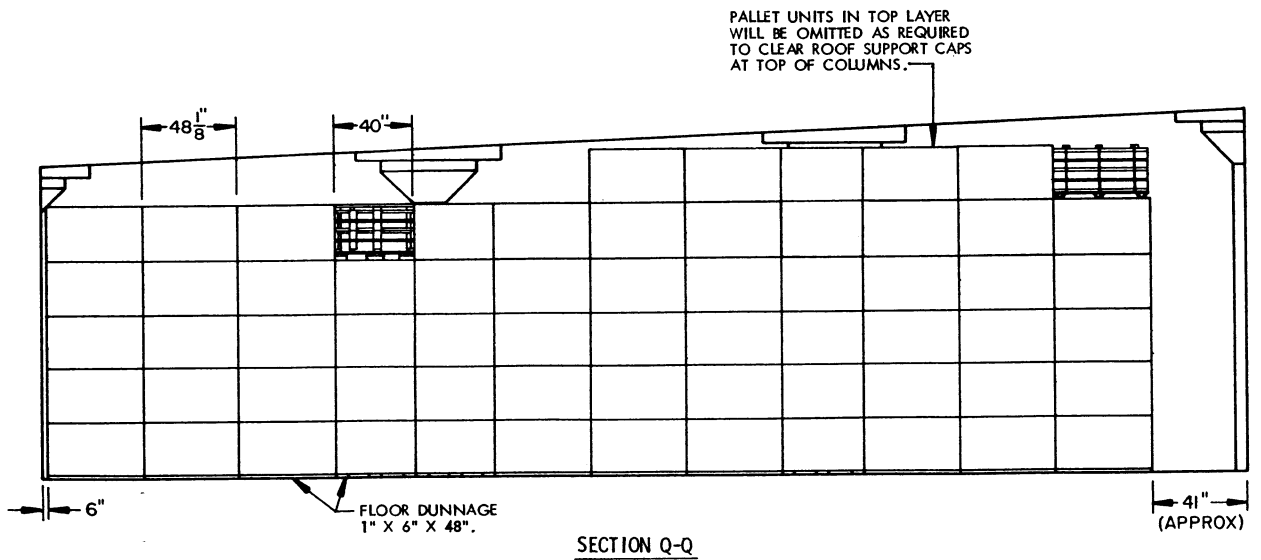 PALLET UNITS IN TOP LAYER
WILL BE OMITTED AS REQUIRED
TO CLEAR ROOF SUPPORT CAPS
AT TOP OF COLUMNS.
48 1/8"
40"
6"
FLOOR DUNNAGE
1" X 6" X 48".
41"
(APPROX)
SECTION Q-Q